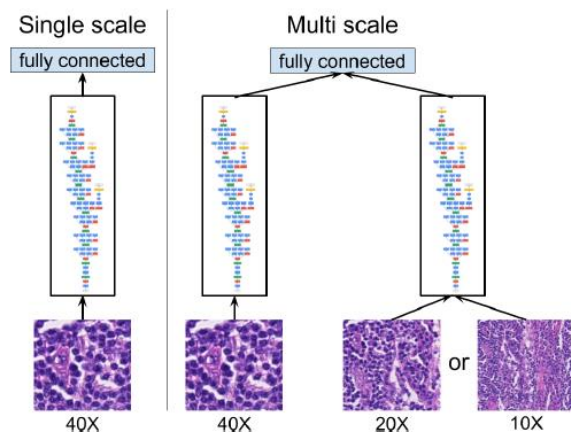 Single scale
Multi scale
fully connected
fully connected
or
40X
40X
20X
10X